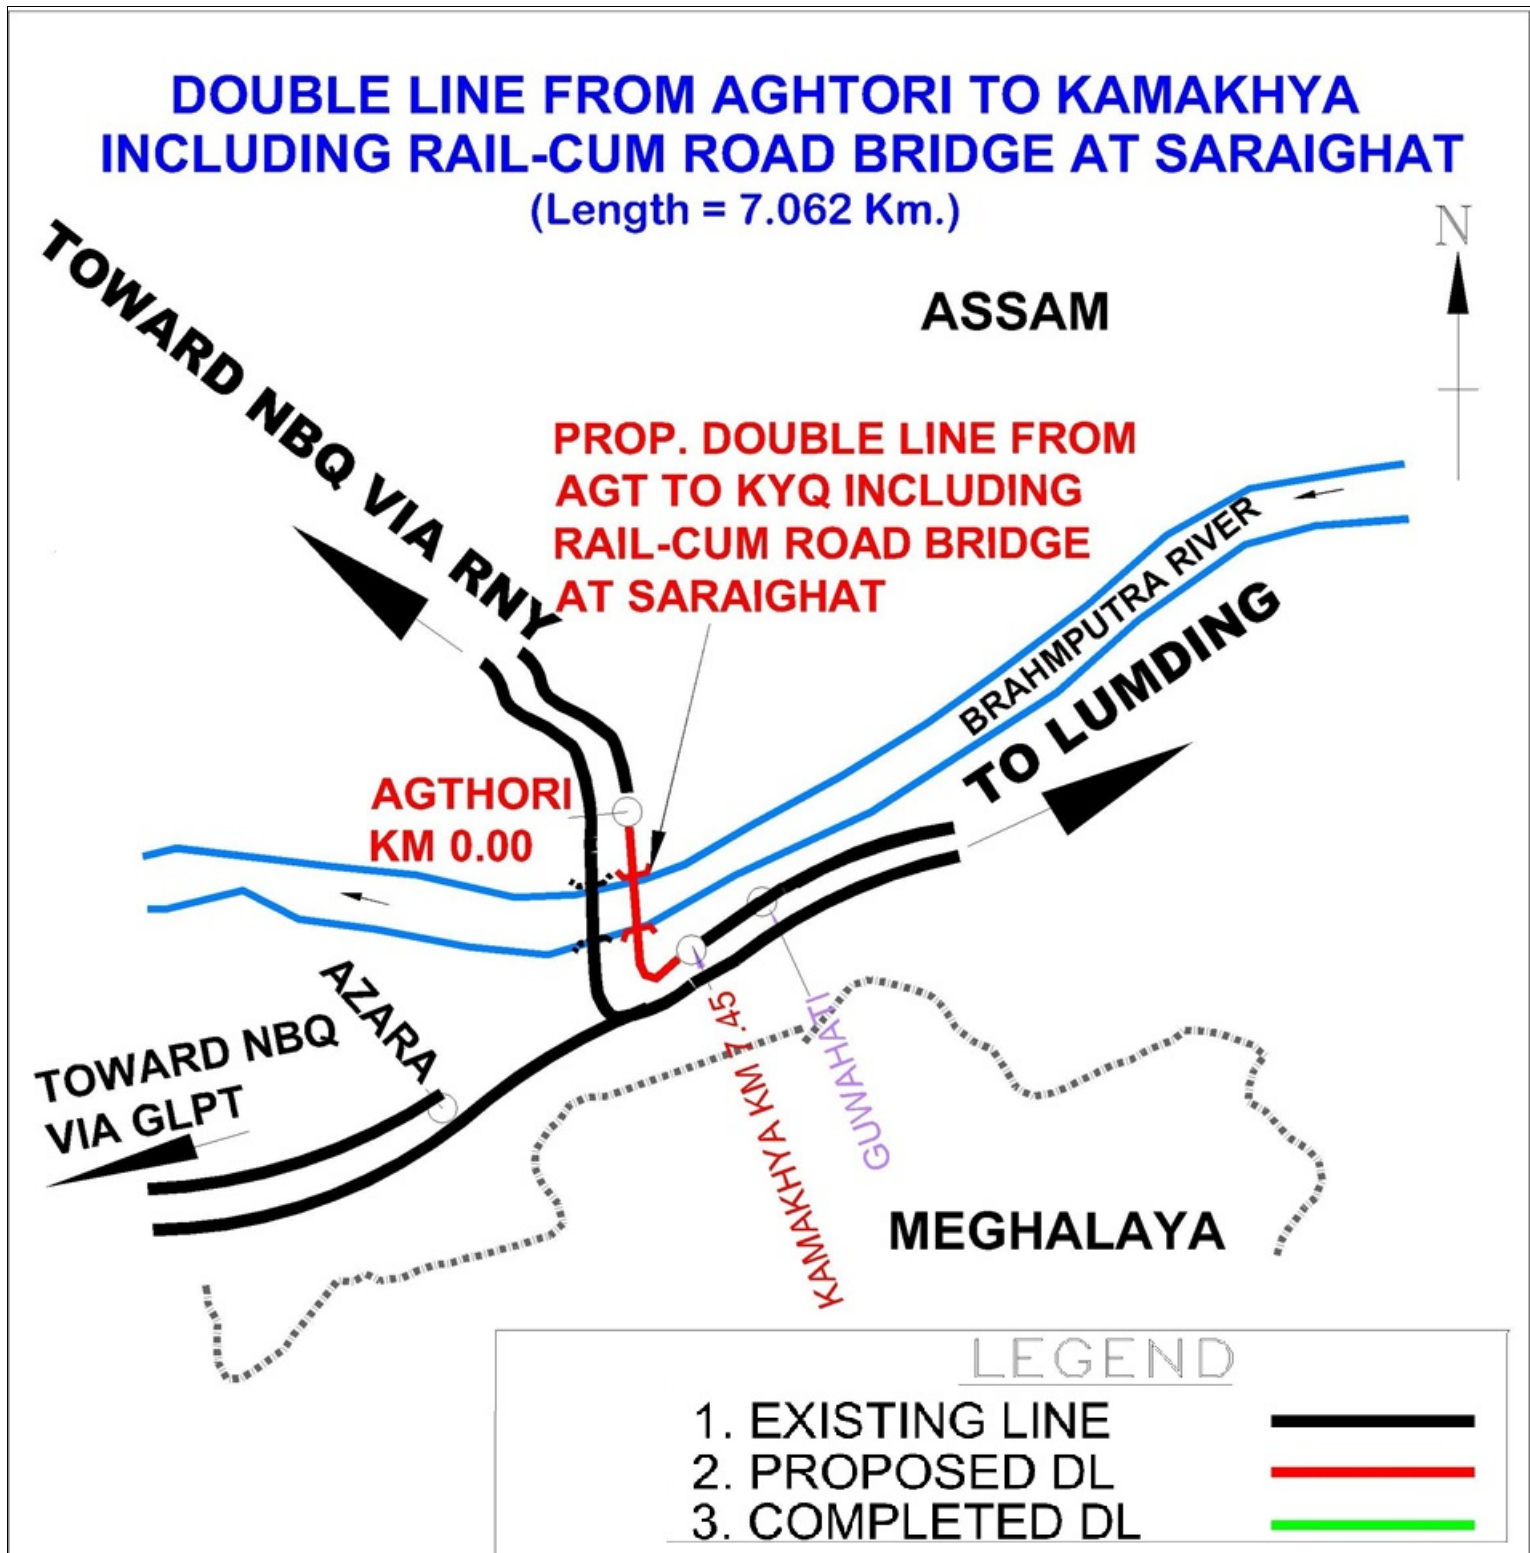 DOUBLE LINE FROM AGHTORI TO KAMAKHYA
INCLUDING RAIL-CUM ROAD BRIDGE AT SARAIGHAT
(Length = 7.062 Km.)
N
TOWARD NBQ VIA RNY
ASSAM
PROP. DOUBLE LINE FROM
AGT TO KYQ INCLUDING
RAIL-CUM ROAD BRIDGE
AT SARAIGHAT
BRAHMPUTRA RIVER
TO LUMDING
AGTHORI
KM 0.00
AZARA
TOWARD NBQ
VIA GLPT
KAMAKHYA KM 7.45
GUWAHATI
MEGHALAYA
LEGEND
1. EXISTING LINE
2. PROPOSED DL
3. COMPLETED DL